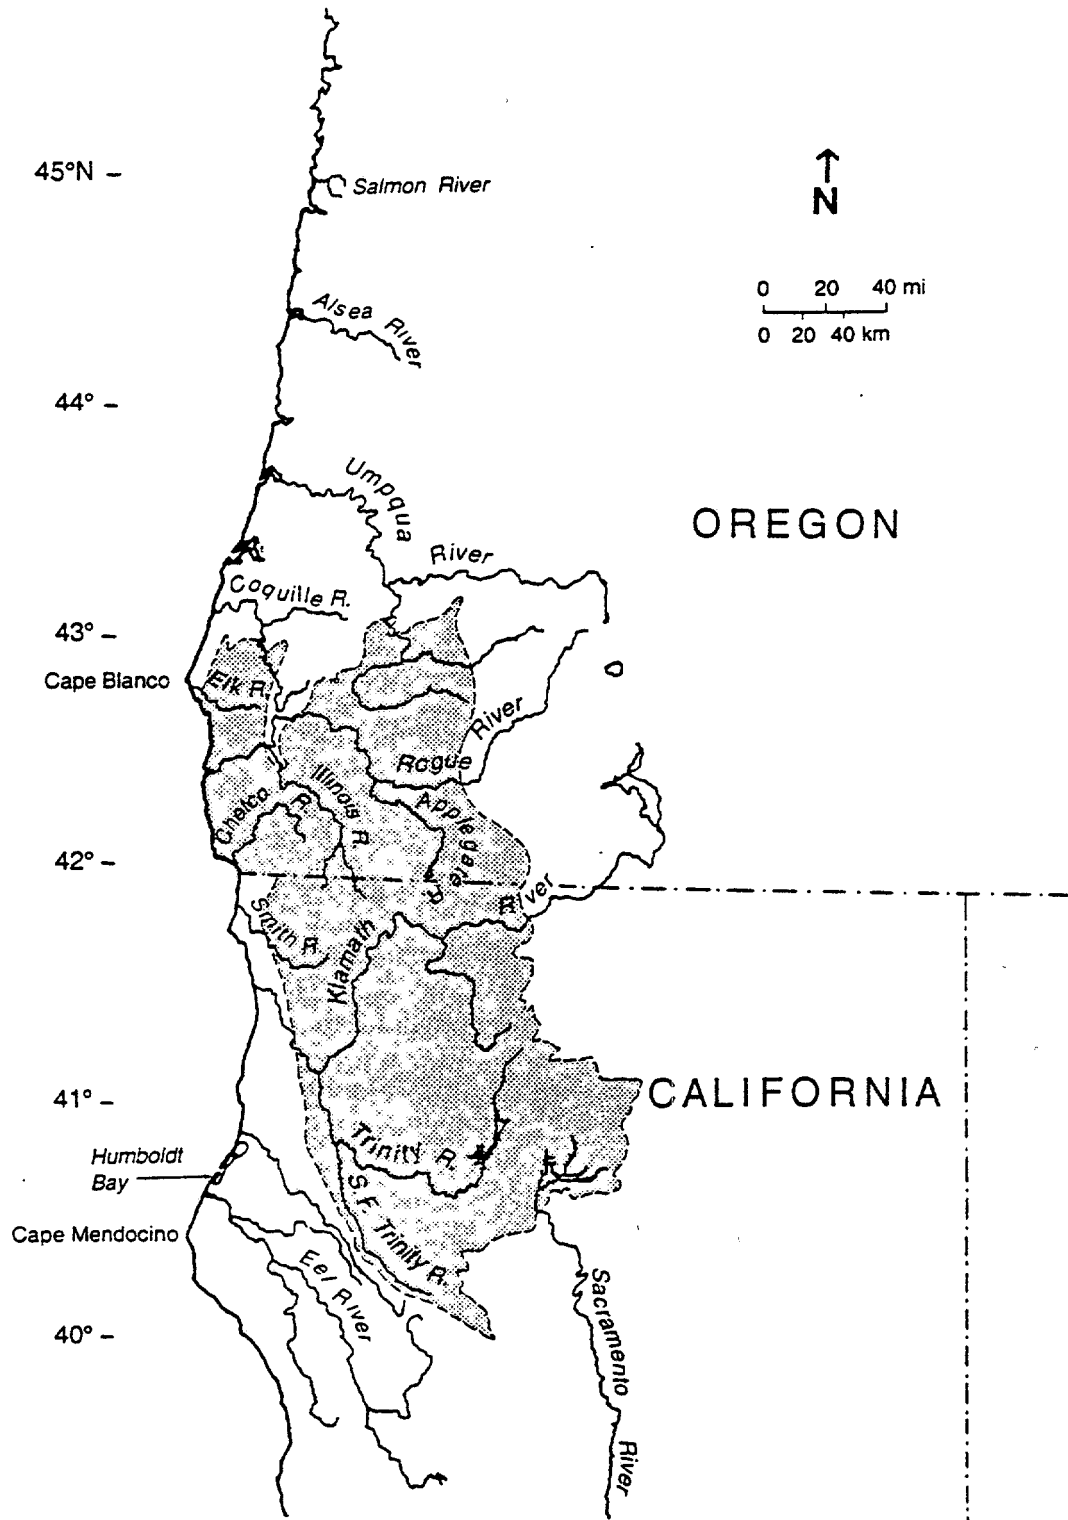 45°N
Salmon River
N
0 20 40 mi
0 20 40 km
Alsea River
44°
Umpqua
River
OREGON
Coquille R.
43°
Cape Blanco
Elk R.
River
Rogue
Illinois R.
Applegate R.
Chetco R.
42°
River
Smith R.
Klamath
41°
CALIFORNIA
Trinity R.
Humboldt
Bay
S.F. Trinity R.
Cape Mendocino
Eel River
Sacramento
River
40°